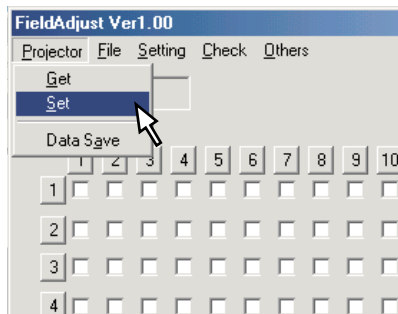 FieldAdjust Ver1.00
Projector File Setting Check Others
Get
Set
Data Save
1 2 3 4 5 6 7 8 9 10
1
2
3
4